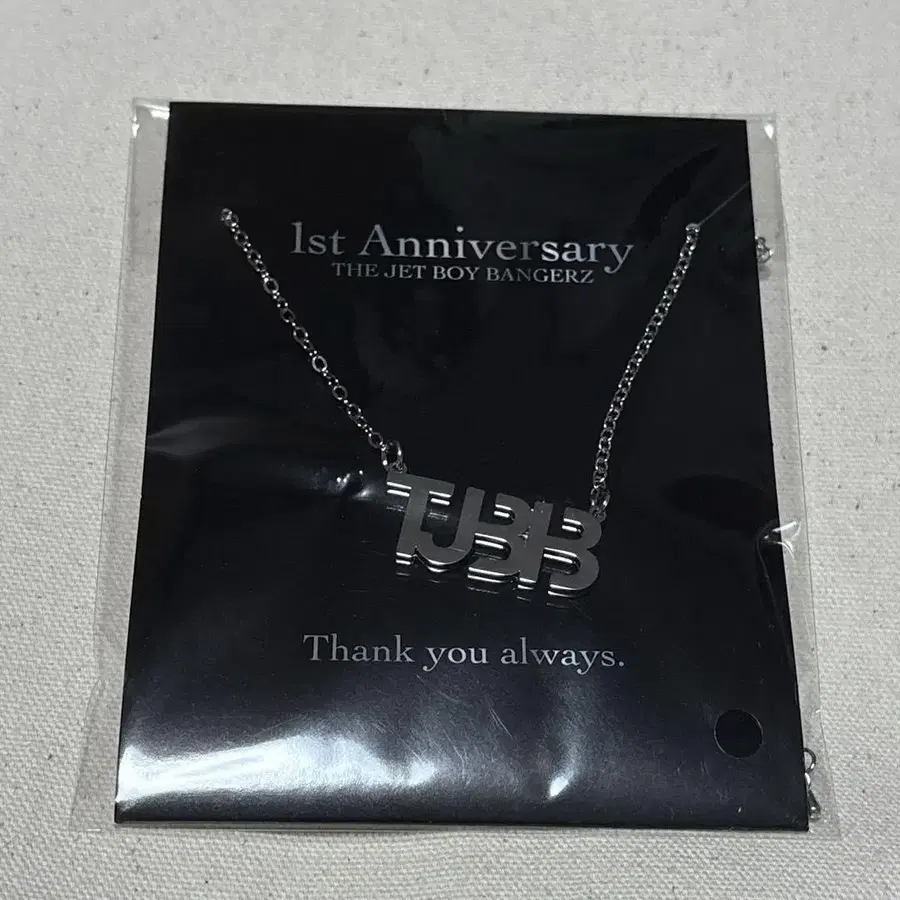 1st Anniversary
THE JET BOY BANGERZ
TJBB
Thank you always.